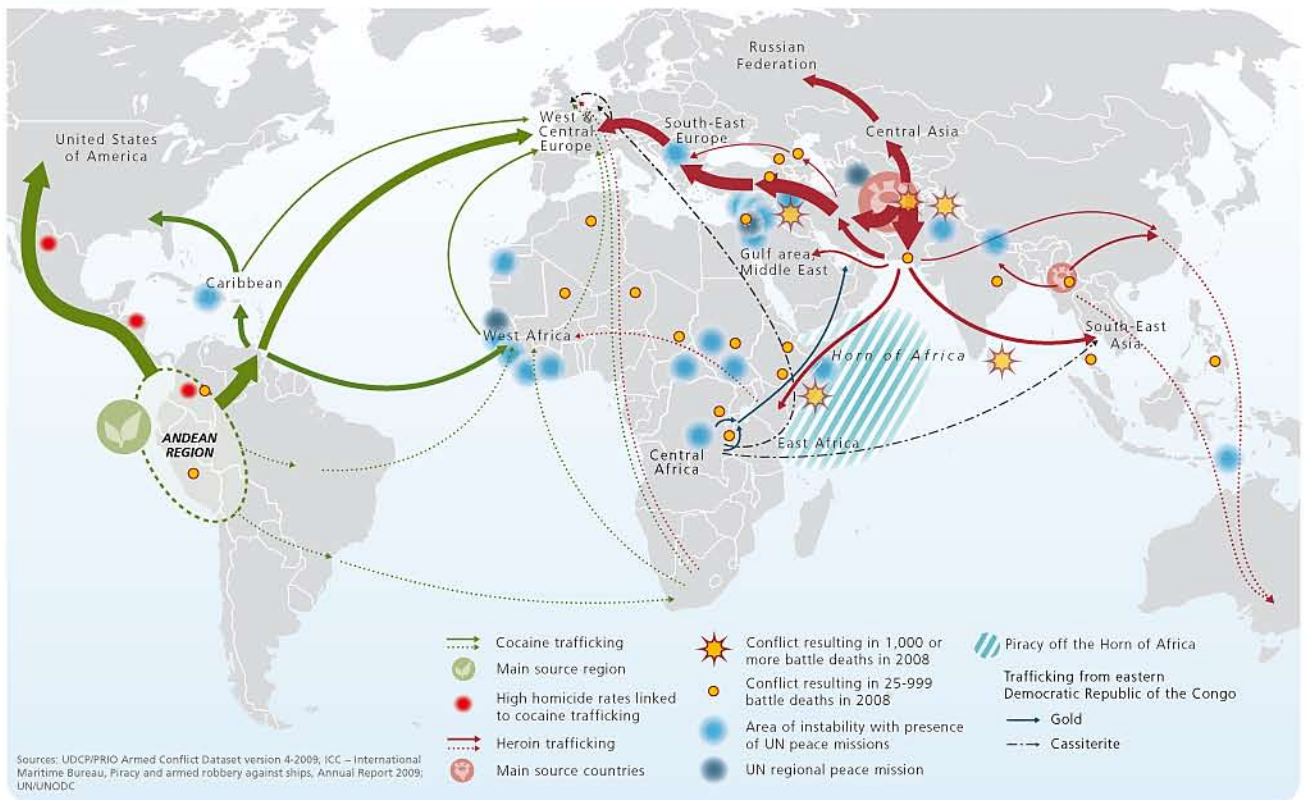 Russian
Federation
United States
of America
West &
Central
Europe
South-East
Europe
Central Asia
Caribbean
Gulf area,
Middle East
West Africa
Horn of Africa
South-East
Asia
ANDEAN
REGION
East Africa
Central
Africa
Cocaine trafficking
Main source region
High homicide rates linked
to cocaine trafficking
Heroin trafficking
Main source countries
Conflict resulting in 1,000 or
more battle deaths in 2008
Conflict resulting in 25-999
battle deaths in 2008
Area of instability with presence
of UN peace missions
UN regional peace mission
Piracy off the Horn of Africa
Trafficking from eastern
Democratic Republic of the Congo
Gold
Cassiterite
Sources: UDCP/PRIO Armed Conflict Dataset version 4-2009, ICC – International
Maritime Bureau, Piracy and armed robbery against ships, Annual Report 2009;
UN/UNODC